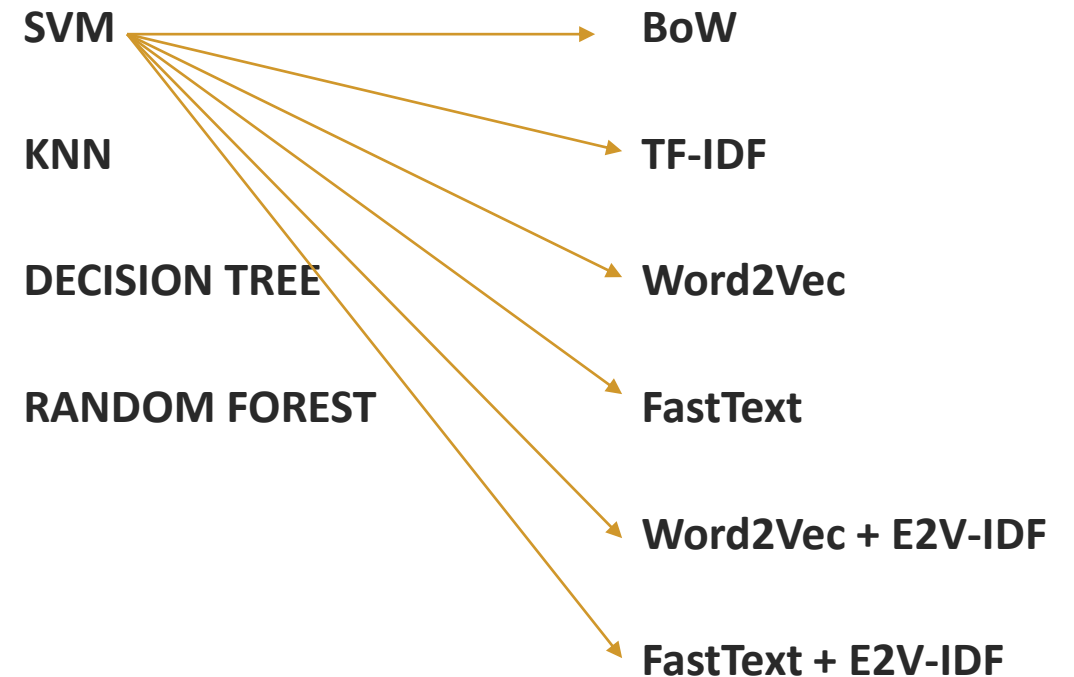 SVM
BoW
KNN
TF-IDF
DECISION TREE
Word2Vec
RANDOM FOREST
FastText
Word2Vec + E2V-IDF
FastText + E2V-IDF